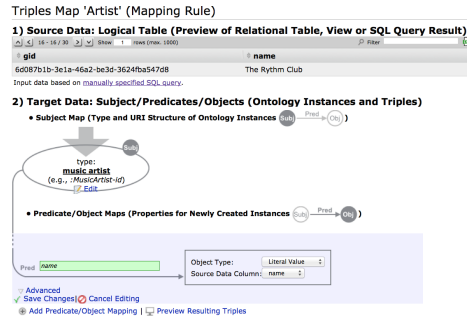 Triples Map 'Artist' (Mapping Rule)
1) Source Data: Logical Table (Preview of Relational Table, View or SQL Query Result)
16 - 16 / 30 Show 1 rows (max. 1000) Filter
gid name
6d087b1b-3e1a-46a2-be3d-3624fba547d8 The Rythm Club
Input data based on manually specified SQL query.
2) Target Data: Subject/Predicates/Objects (Ontology Instances and Triples)
• Subject Map (Type and URI Structure of Ontology Instances Subj Pred Obj )
Subj
type:
music artist
(e.g., :MusicArtist-id)
Edit
• Predicate/Object Maps (Properties for Newly Created Instances Subj Pred Obj )
Pred name
Object Type: Literal Value
Source Data Column: name
Advanced
Save Changes| Cancel Editing
Add Predicate/Object Mapping | Preview Resulting Triples